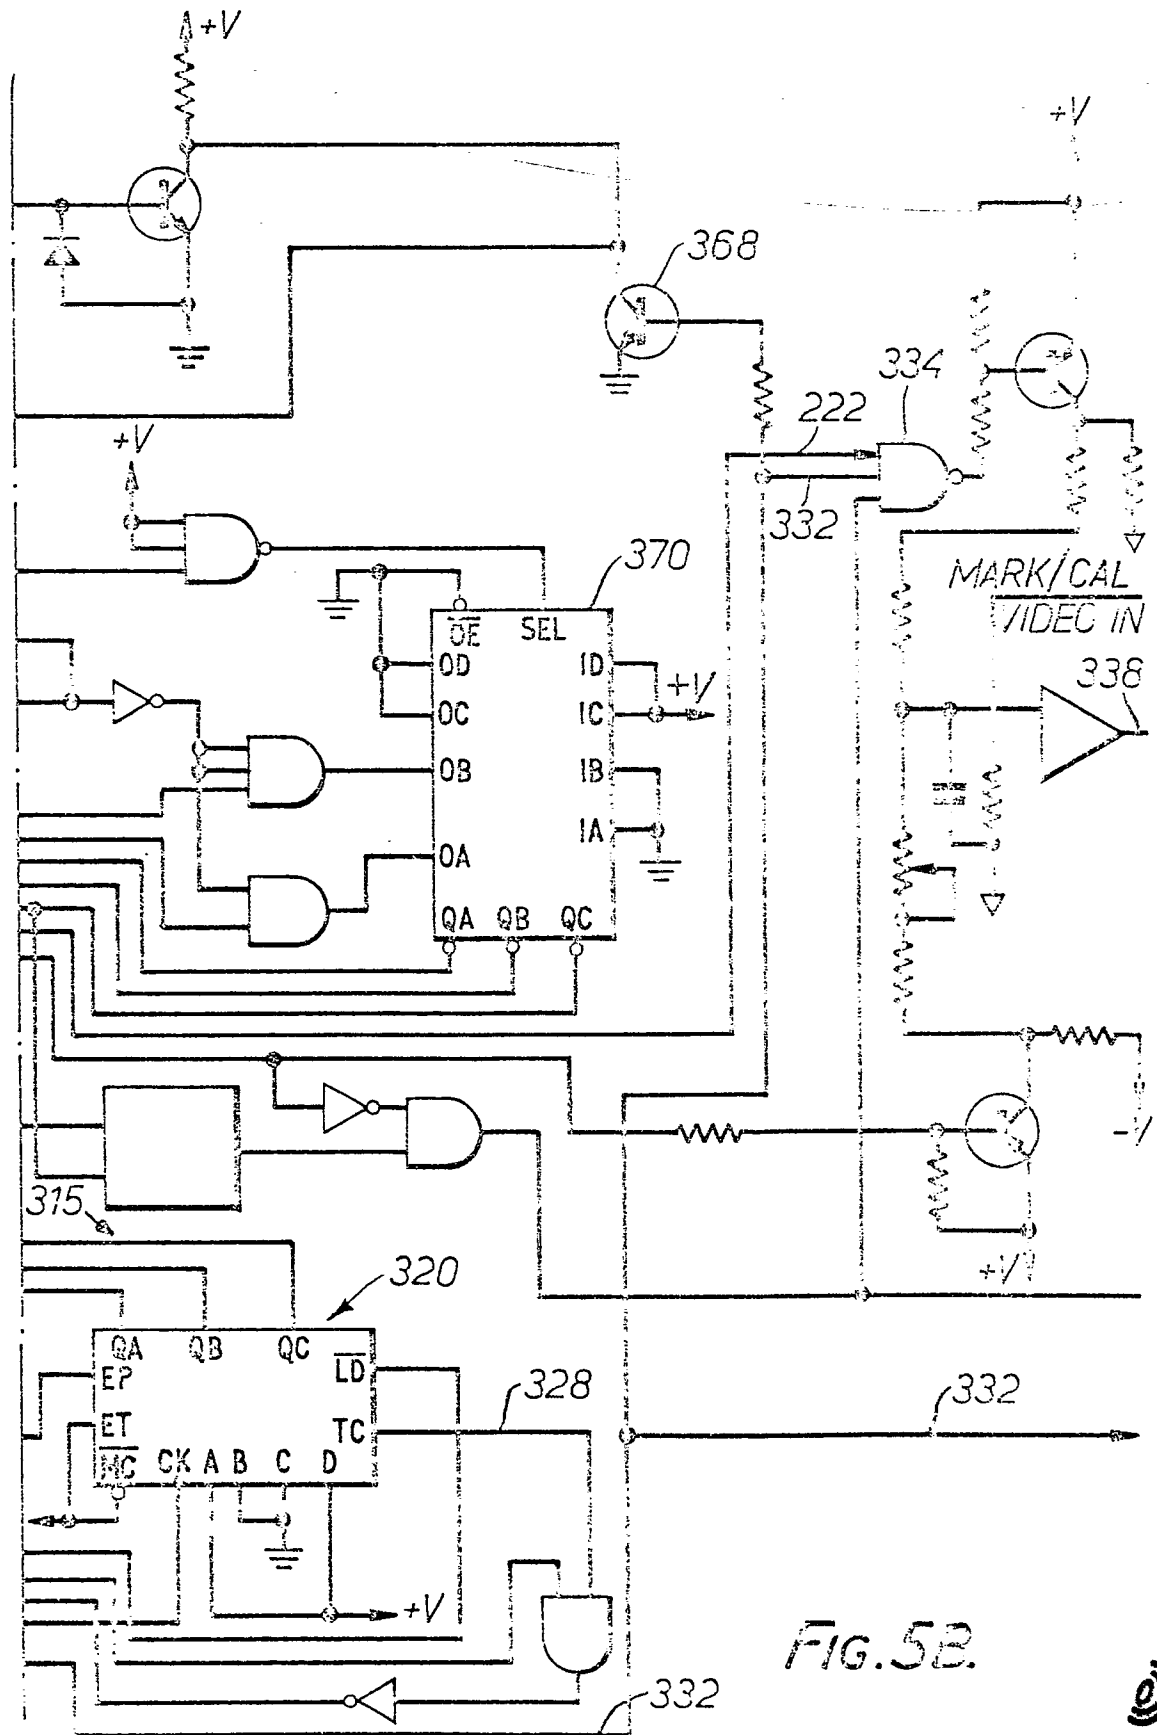 +V
+V
368
334
222
332
+V
370
MARK/CAL
VIDEO IN
OE SEL
OD ID
+V
338
OC IC
OB IB
IA
OA
QA QB QC
-V
315
+V
320
QA QB QC
LD
EP
328
332
ET TC
MC CK A B C D
+V
FIG. 5B.
332